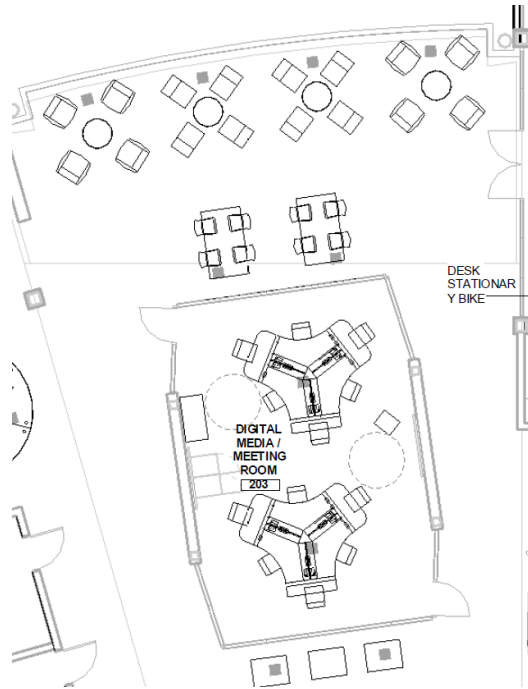 DESK
STATIONAR
Y BIKE
DIGITAL
MEDIA /
MEETING
ROOM
203